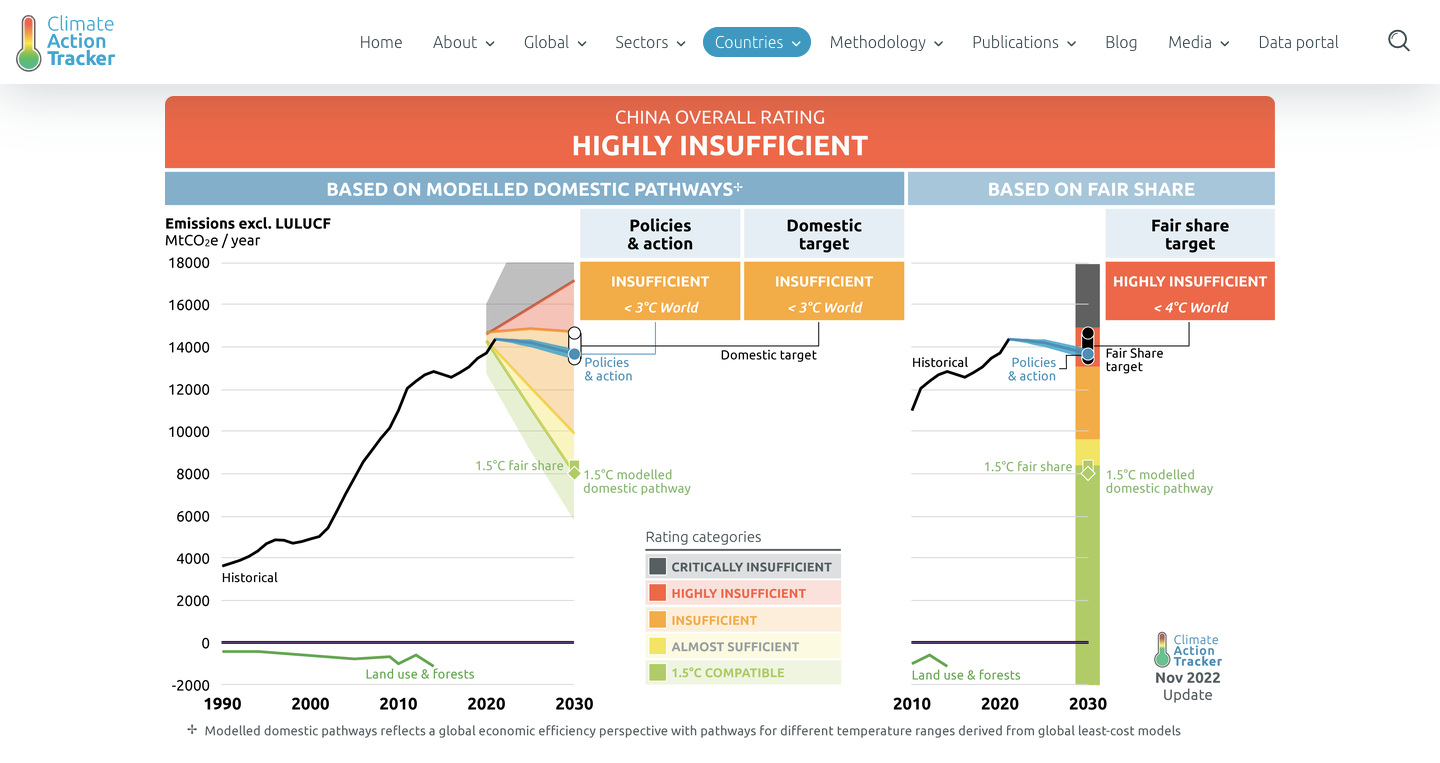 Climate
Action
Tracker
Home
About
Global
Sectors
Countries
Methodology
Publications
Blog
Media
Data portal
CHINA OVERALL RATING
HIGHLY INSUFFICIENT
BASED ON MODELLED DOMESTIC PATHWAYS✢
BASED ON FAIR SHARE
Emissions excl. LULUCF
MtCO₂e / year
Policies
& action
Domestic
target
Fair share
target
INSUFFICIENT
< 3°C World
INSUFFICIENT
< 3°C World
HIGHLY INSUFFICIENT
< 4°C World
18000
16000
14000
12000
10000
8000
6000
4000
2000
0
-2000
Policies
& action
Domestic target
1.5°C fair share
1.5°C modelled
domestic pathway
Historical
Land use & forests
1990
2000
2010
2020
2030
Rating categories
CRITICALLY INSUFFICIENT
HIGHLY INSUFFICIENT
INSUFFICIENT
ALMOST SUFFICIENT
1.5°C COMPATIBLE
Historical
Policies
& action
Fair Share
target
1.5°C fair share
1.5°C modelled
domestic pathway
Land use & forests
2010
2020
2030
Climate
Action
Tracker
Nov 2022
Update
✢ Modelled domestic pathways reflects a global economic efficiency perspective with pathways for different temperature ranges derived from global least-cost models